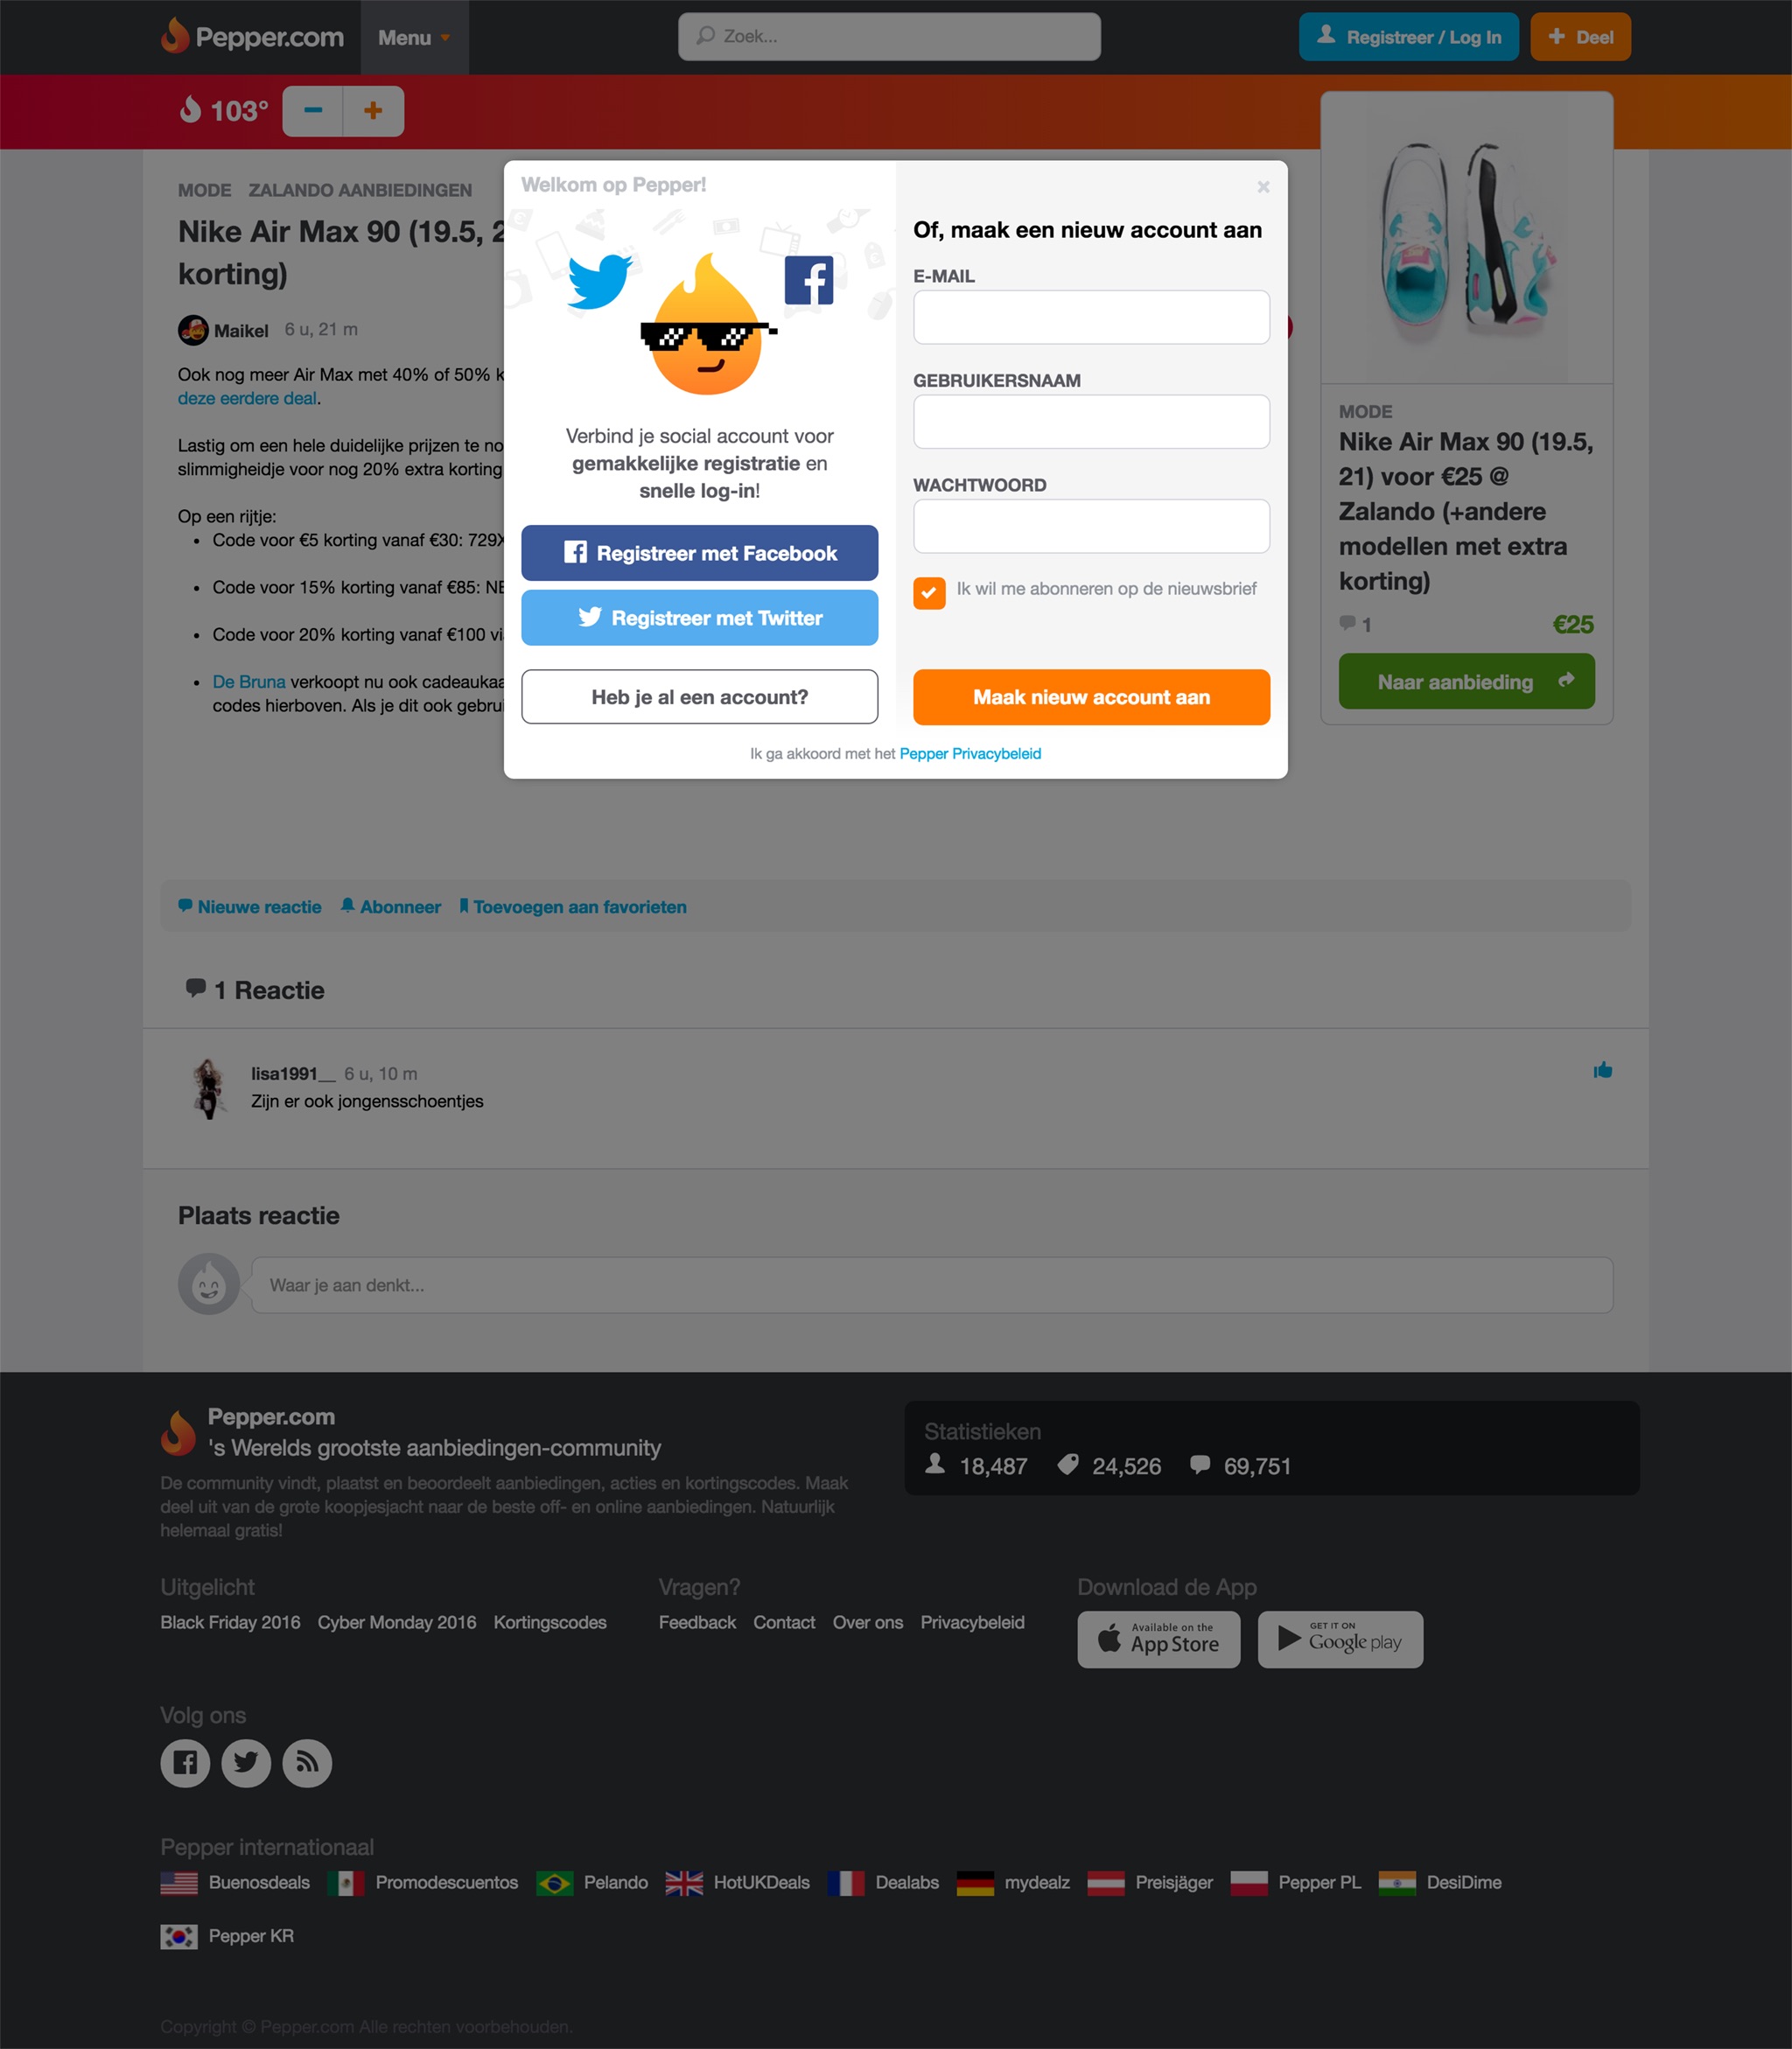 Pepper.com
Menu
Zoek...
Registreer / Log In
Deel
103°
MODE ZALANDO AANBIEDINGEN
Nike Air Max 90 (19.5, 2
korting)
Maikel 6 u, 21 m
Ook nog meer Air Max met 40% of 50% k
deze eerdere deal.
Lastig om een hele duidelijke prijzen te no
slimmigheidje voor nog 20% extra korting
Op een rijtje:
Code voor €5 korting vanaf €30: 729X
Code voor 15% korting vanaf €85: NE
Code voor 20% korting vanaf €100 vi
De Bruna verkoopt nu ook cadeaukaa
codes hierboven. Als je dit ook gebrui
Welkom op Pepper!
Verbind je social account voor
gemakkelijke registratie en
snelle log-in!
Registreer met Facebook
Registreer met Twitter
Heb je al een account?
×
Of, maak een nieuw account aan
E-MAIL
GEBRUIKERSNAAM
WACHTWOORD
Ik wil me abonneren op de nieuwsbrief
Maak nieuw account aan
Ik ga akkoord met het Pepper Privacybeleid
MODE
Nike Air Max 90 (19.5,
21) voor €25 @
Zalando (+andere
modellen met extra
korting)
1 €25
Naar aanbieding
Nieuwe reactie Abonneer Toevoegen aan favorieten
1 Reactie
lisa1991__ 6 u, 10 m
Zijn er ook jongensschoentjes
Plaats reactie
Waar je aan denkt...
Pepper.com
's Werelds grootste aanbiedingen-community
De community vindt, plaatst en beoordeelt aanbiedingen, acties en kortingscodes. Maak
deel uit van de grote koopjesjacht naar de beste off- en online aanbiedingen. Natuurlijk
helemaal gratis!
Statistieken
18,487 24,526 69,751
Uitgelicht
Black Friday 2016 Cyber Monday 2016 Kortingscodes
Vragen?
Feedback Contact Over ons Privacybeleid
Download de App
Available on the
App Store
GET IT ON
Google play
Volg ons
Pepper internationaal
Buenosdeals Promodescuentos Pelando HotUKDeals Dealabs mydealz Preisjäger Pepper PL DesiDime
Pepper KR
Copyright © Pepper.com Alle rechten voorbehouden.